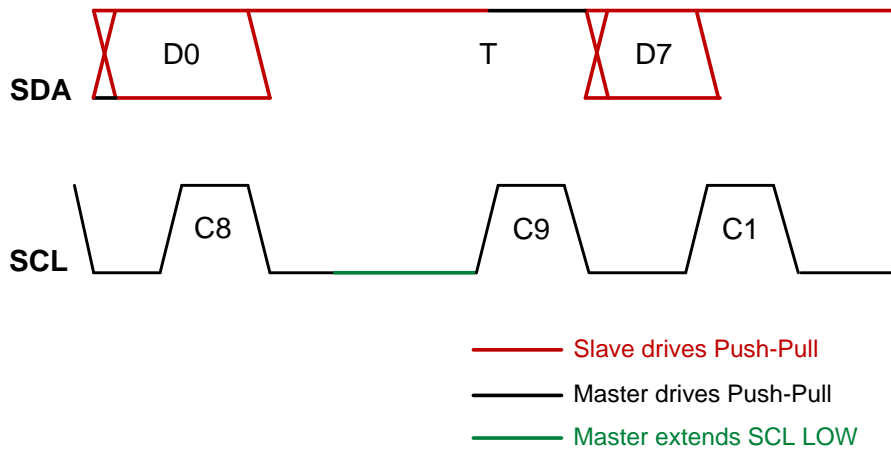 D0 T D7
SDA
C8 C9 C1
SCL
Slave drives Push-Pull
Master drives Push-Pull
Master extends SCL LOW